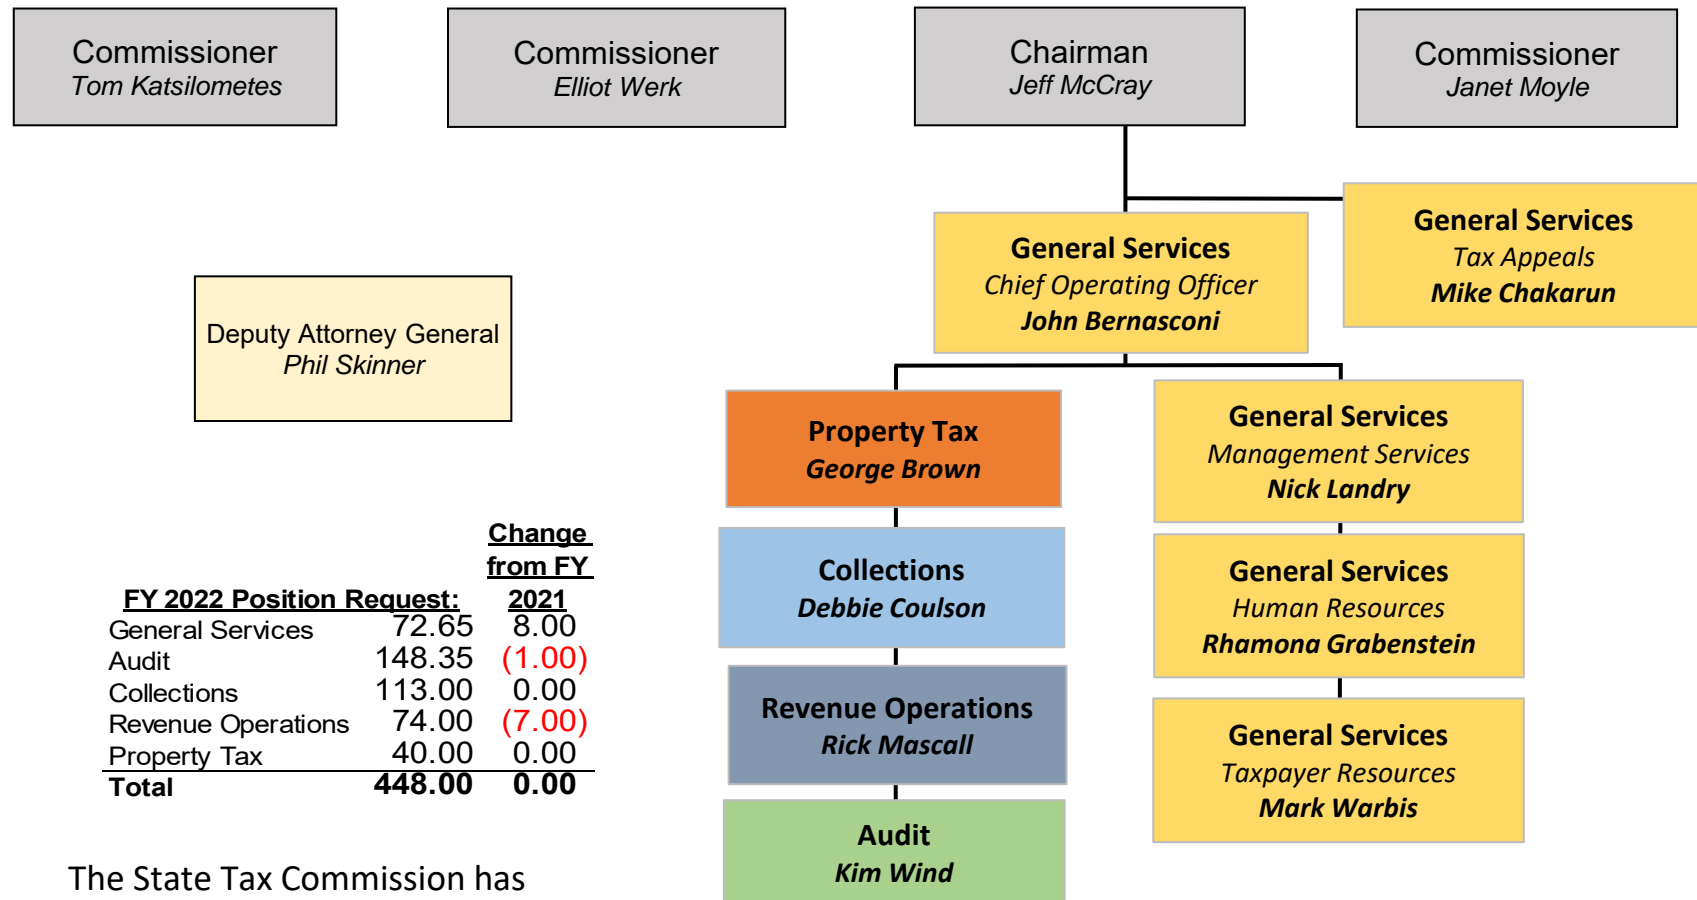 Commissioner
Tom Katsilometes
Commissioner
Elliot Werk
Chairman
Jeff McCray
Commissioner
Janet Moyle
General Services
Tax Appeals
Mike Chakarun
General Services
Chief Operating Officer
John Bernasconi
Deputy Attorney General
Phil Skinner
Property Tax
George Brown
General Services
Management Services
Nick Landry
Collections
Debbie Coulson
General Services
Human Resources
Rhamona Grabenstein
Revenue Operations
Rick Mascall
General Services
Taxpayer Resources
Mark Warbis
Audit
Kim Wind
Change
from FY
FY 2022 Position Request: 2021
General Services 72.65 8.00
Audit 148.35 (1.00)
Collections 113.00 0.00
Revenue Operations 74.00 (7.00)
Property Tax 40.00 0.00
Total 448.00 0.00
The State Tax Commission has